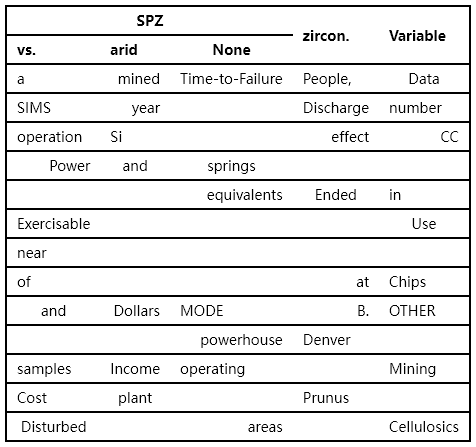 SPZ zircon. Variable
vs. arid None
a mined Time-to-Failure People, Data
SIMS year Discharge number
operation Si effect CC
Power and springs
equivalents Ended in
Exercisable Use
near
of at Chips
and Dollars MODE B. OTHER
powerhouse Denver
samples Income operating Mining
Cost plant Prunus
Disturbed areas Cellulosics